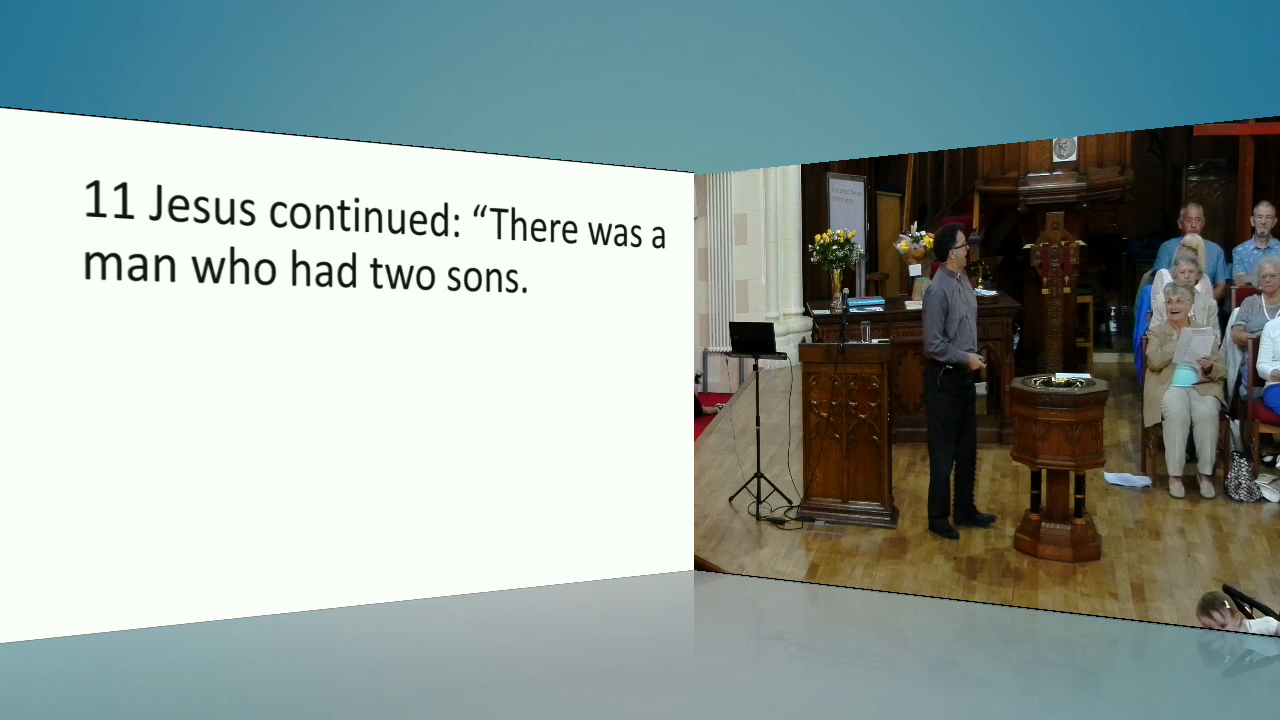 11 Jesus continued: “There was a
man who had two sons.